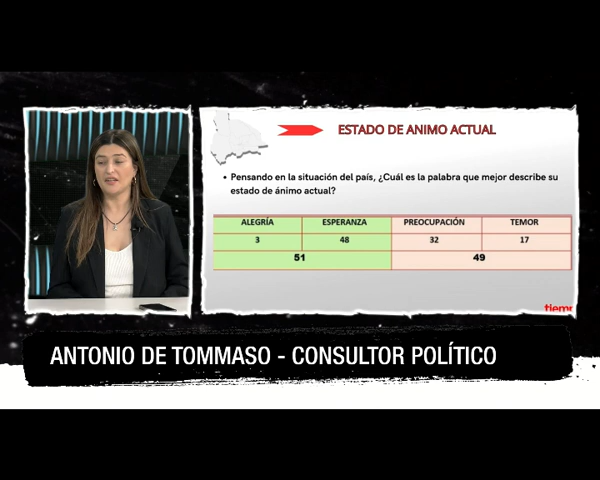 ESTADO DE ANIMO ACTUAL
• Pensando en la situación del país, ¿Cuál es la palabra que mejor describe su
estado de ánimo actual?
ALEGRÍA ESPERANZA PREOCUPACIÓN TEMOR
3 48 32 17
51 49
ANTONIO DE TOMMASO - CONSULTOR POLÍTICO